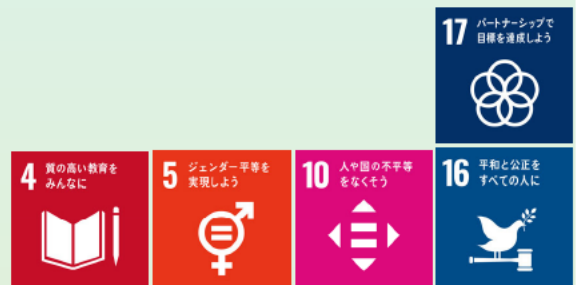 17 パートナーシップで
目標を達成しよう
4 質の高い教育を
みんなに
5 ジェンダー平等を
実現しよう
10 人や国の不平等
をなくそう
16 平和と公正を
すべての人に